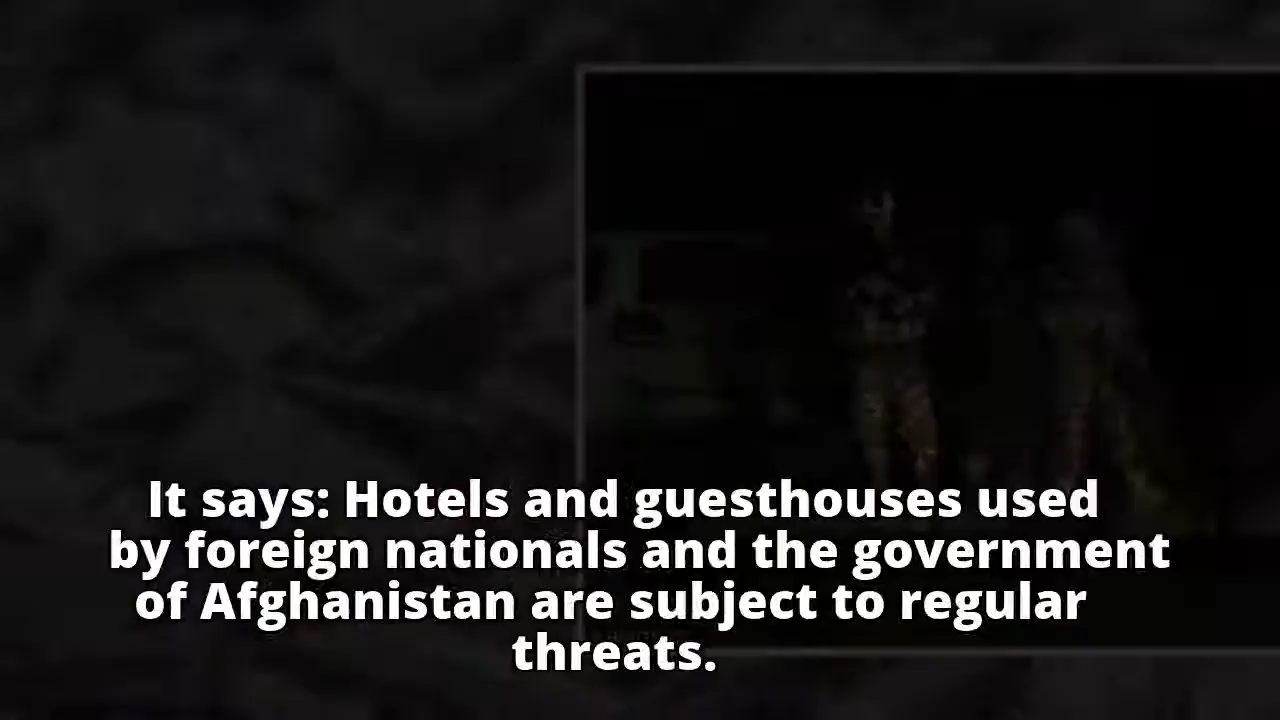 It says: Hotels and guesthouses used
by foreign nationals and the government
of Afghanistan are subject to regular
threats.